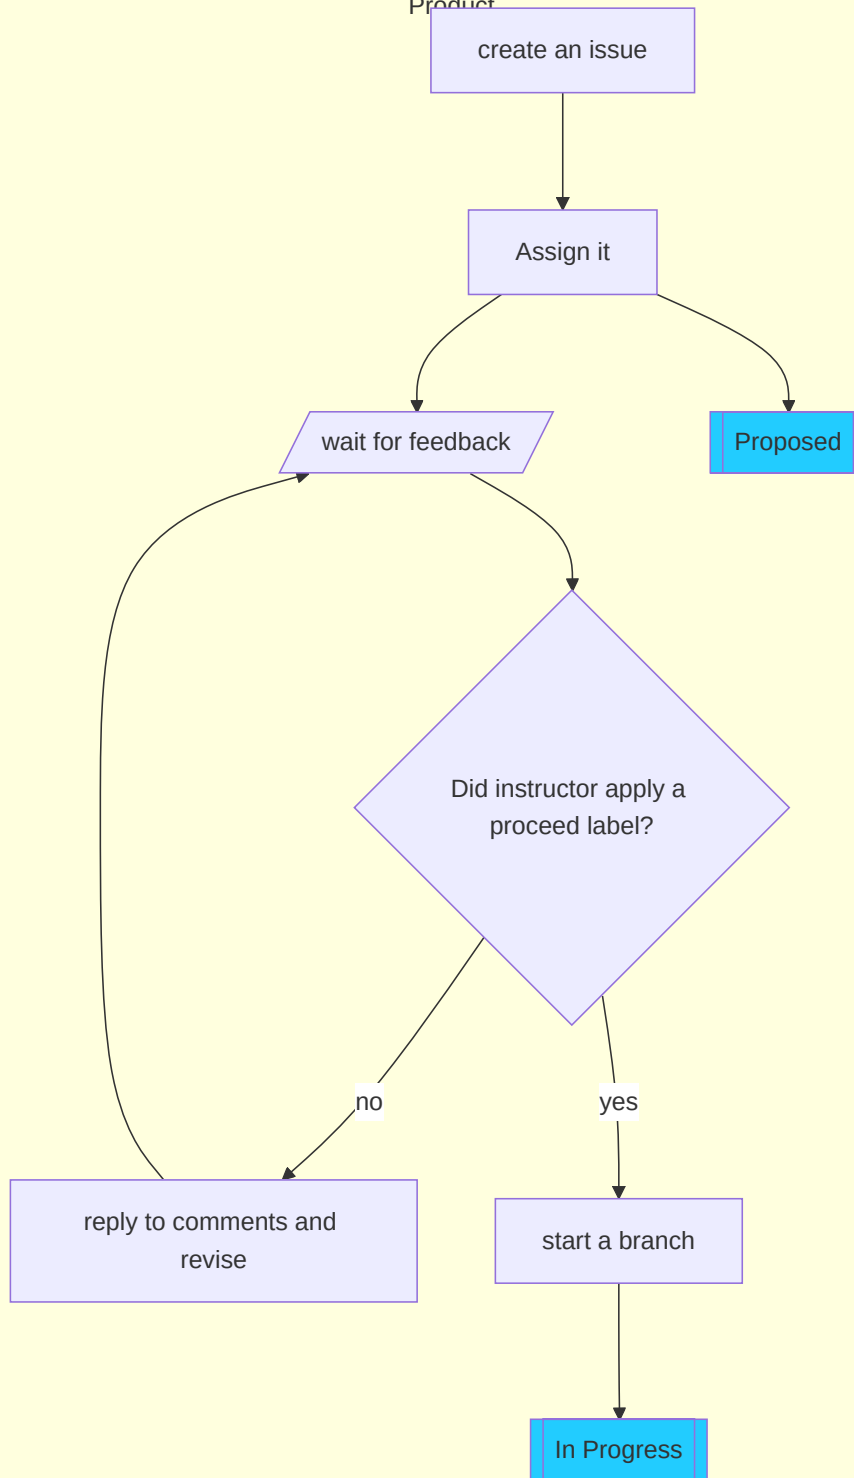 Product
create an issue
Assign it
wait for feedback
Proposed
Did instructor apply a
proceed label?
no
yes
reply to comments and
revise
start a branch
In Progress